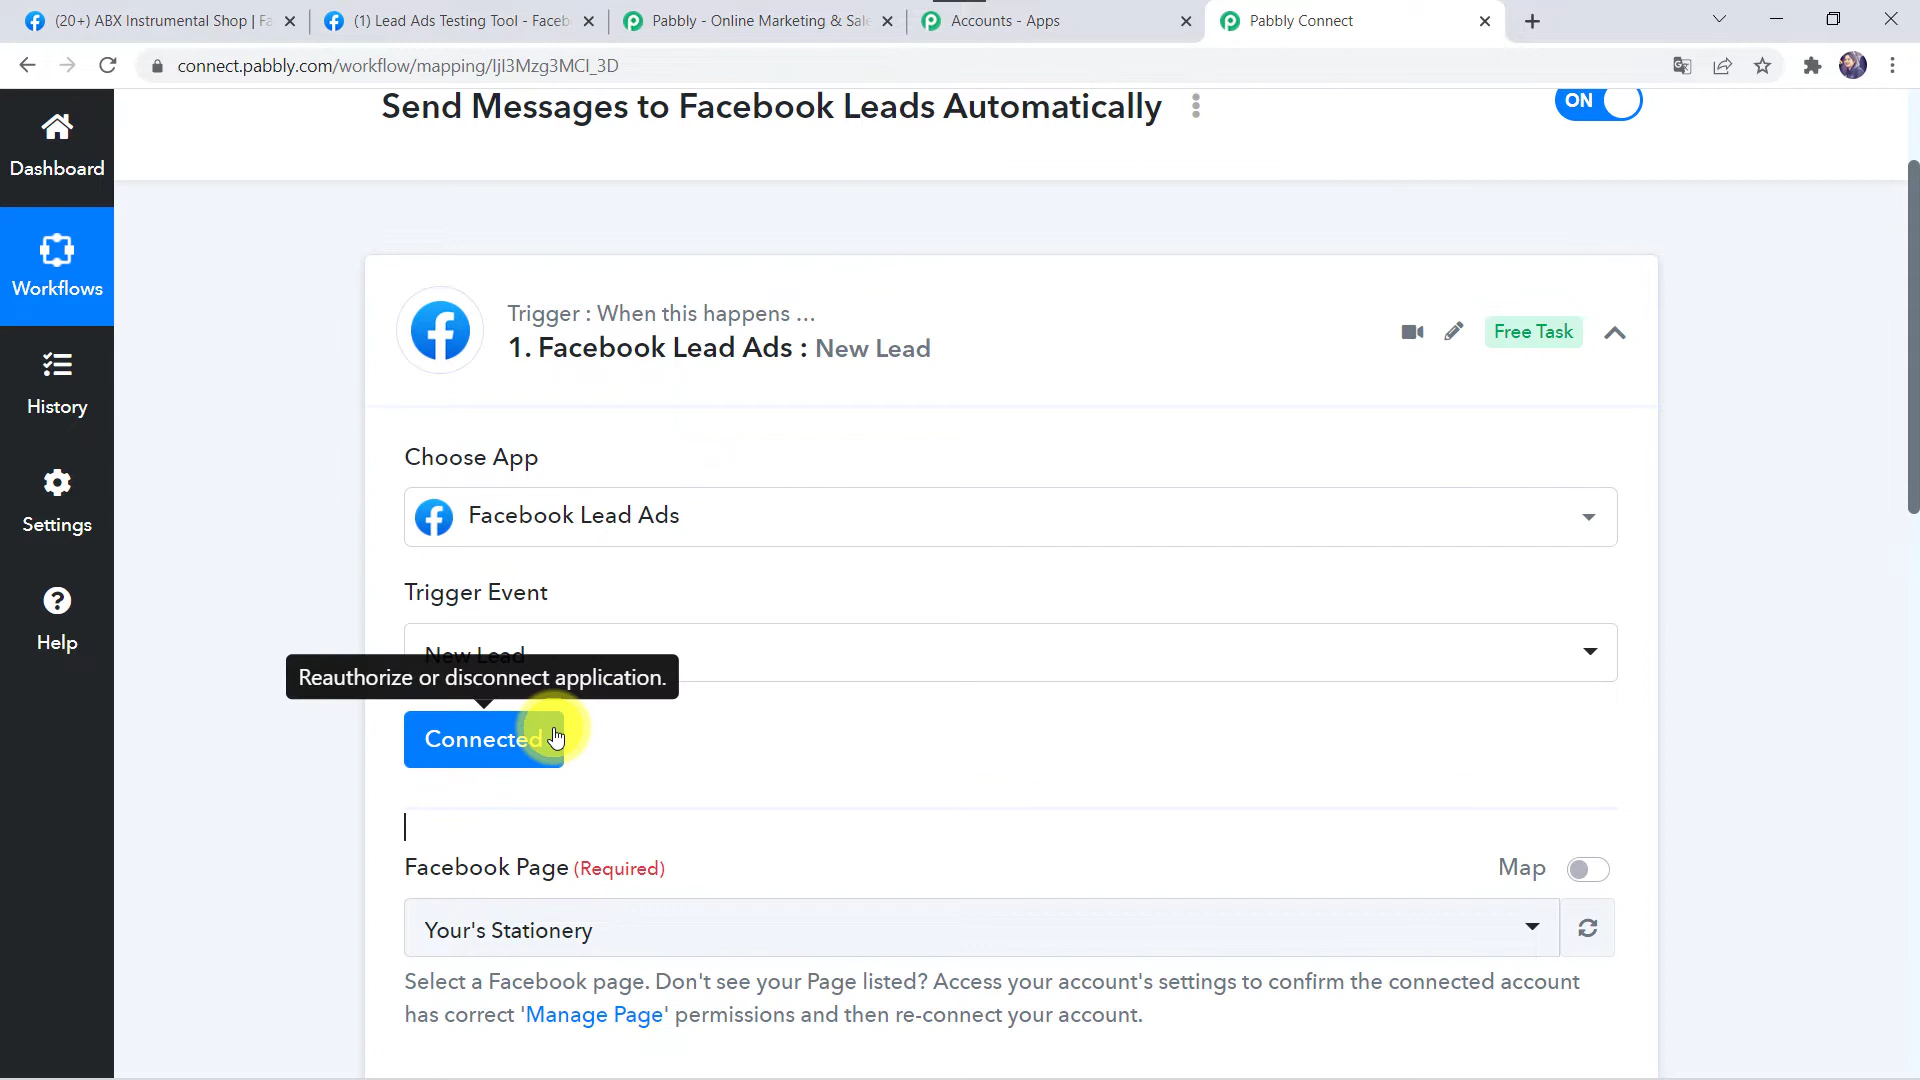 (20+) ABX Instrumental Shop | Fa
(1) Lead Ads Testing Tool - Faceb
Pabbly - Online Marketing & Sale
Accounts - Apps
Pabbly Connect
connect.pabbly.com/workflow/mapping/IjI3Mzg3MCI_3D
Send Messages to Facebook Leads Automatically
ON
Dashboard
Workflows
History
Settings
Help
Trigger : When this happens ...
1. Facebook Lead Ads : New Lead
Free Task
Choose App
Facebook Lead Ads
Trigger Event
New Lead
Reauthorize or disconnect application.
Connected
Facebook Page (Required)
Map
Your's Stationery
Select a Facebook page. Don't see your Page listed? Access your account's settings to confirm the connected account
has correct 'Manage Page' permissions and then re-connect your account.